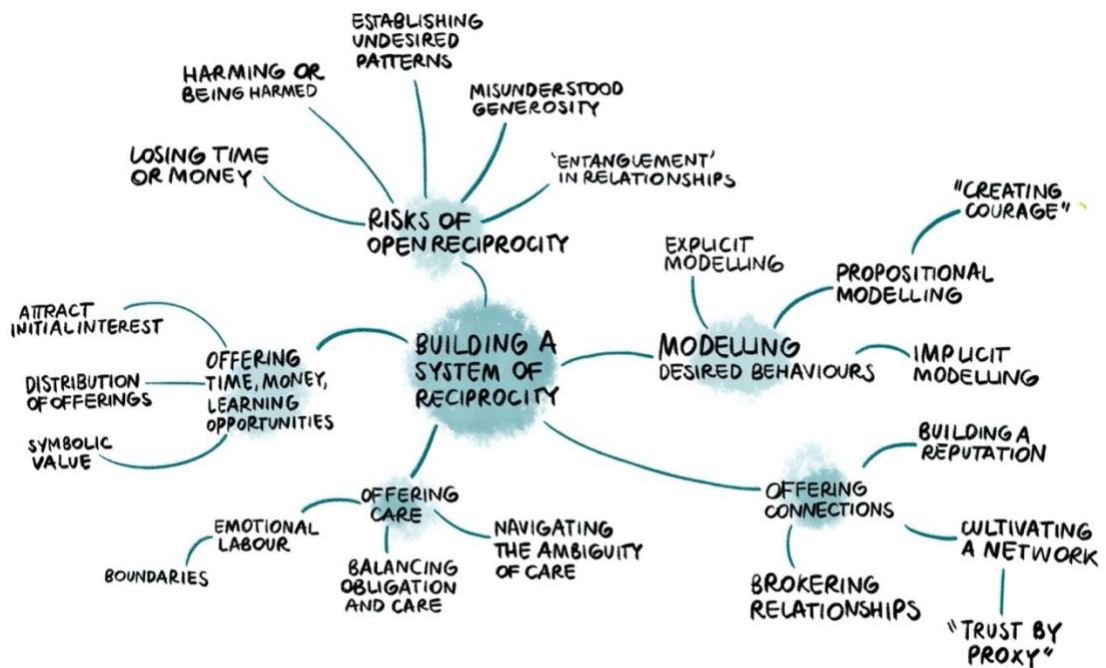 ESTABLISHING
UNDESIRED
PATTERNS
HARMING OR
BEING HARMED
MISUNDERSTOOD
GENEROSITY
LOSING TIME
OR MONEY
'ENTANGLEMENT'
IN RELATIONSHIPS
RISKS OF
OPEN RECIPROCITY
"CREATING
COURAGE"
EXPLICIT
MODELLING
PROPOSITIONAL
MODELLING
MODELLING
DESIRED BEHAVIOURS
IMPLICIT
MODELLING
BUILDING A
SYSTEM OF
RECIPROCITY
ATTRACT
INITIAL INTEREST
OFFERING
TIME, MONEY,
LEARNING
OPPORTUNITIES
DISTRIBUTION
OF OFFERINGS
SYMBOLIC
VALUE
OFFERING
CARE
EMOTIONAL
LABOUR
BOUNDARIES
BALANCING
OBLIGATION
AND CARE
NAVIGATING
THE AMBIGUITY
OF CARE
OFFERING
CONNECTIONS
BUILDING A
REPUTATION
CULTIVATING
A NETWORK
BROKERING
RELATIONSHIPS
"TRUST BY
PROXY"